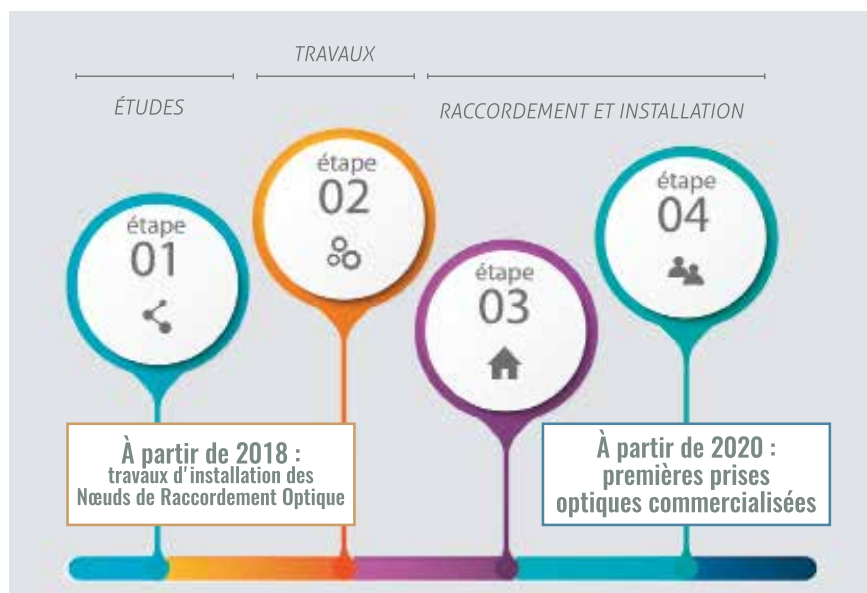 TRAVAUX
ÉTUDES
RACCORDEMENT ET INSTALLATION
étape
01
étape
02
étape
03
étape
04
À partir de 2018 :
travaux d'installation des
Nœuds de Raccordement Optique
À partir de 2020 :
premières prises
optiques commercialisées